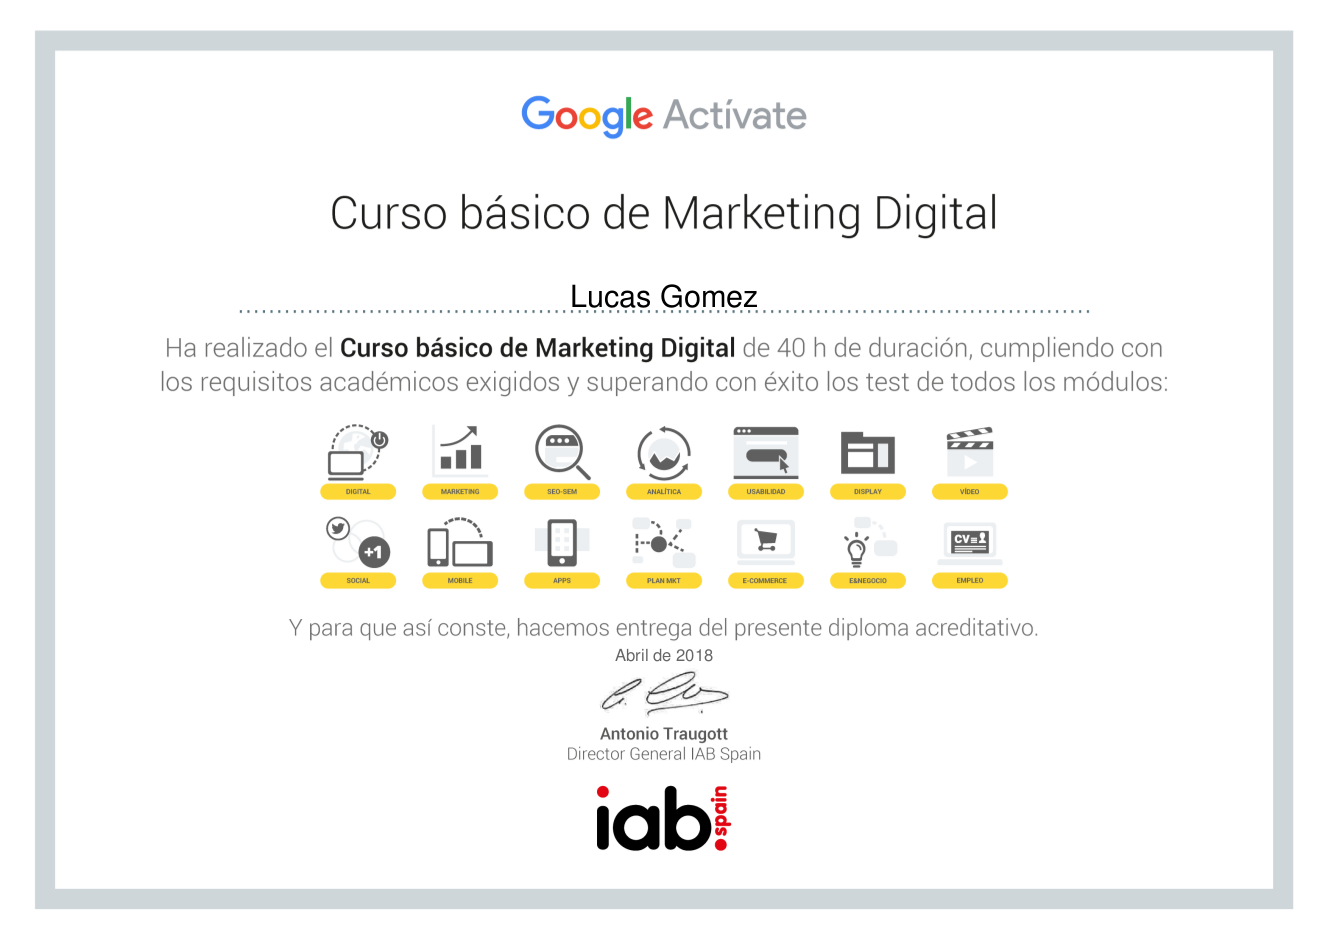 Google Actívate
Curso básico de Marketing Digital
Lucas Gomez
Ha realizado el Curso básico de Marketing Digital de 40 h de duración, cumpliendo con
los requisitos académicos exigidos y superando con éxito los test de todos los módulos:
DIGITAL MARKETING SEO-SEM ANALÍTICA USABILIDAD DISPLAY VÍDEO
+1 CV
SOCIAL MOBILE APPS PLAN MKT E-COMMERCE E&NEGOCIO EMPLEO
Y para que así conste, hacemos entrega del presente diploma acreditativo.
Abril de 2018
Antonio Traugott
Director General IAB Spain
iab spain